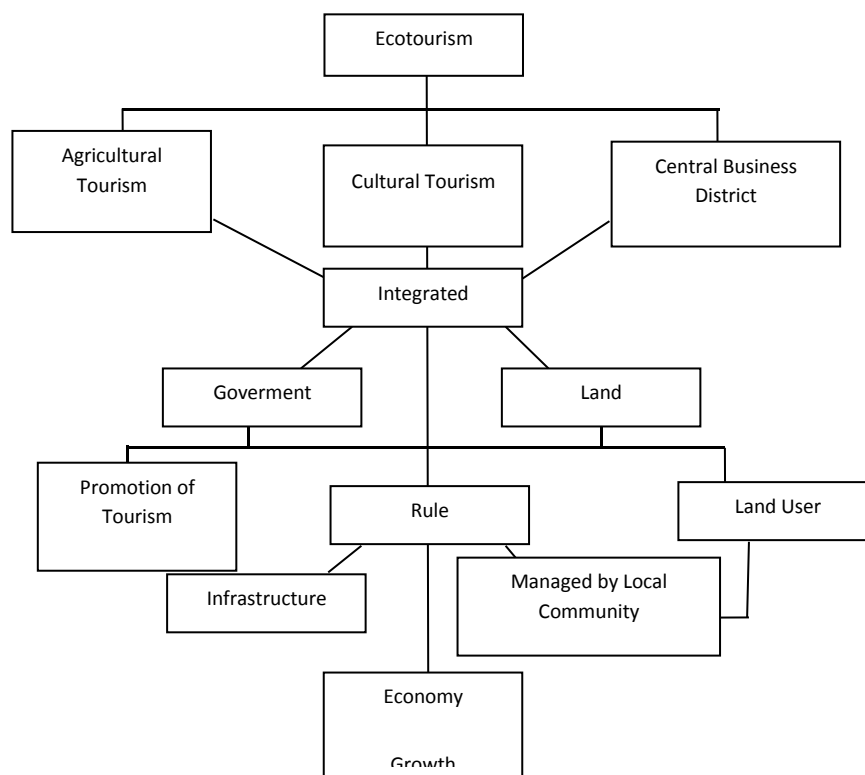 Ecotourism
Agricultural
Tourism
Cultural Tourism
Central Business
District
Integrated
Goverment
Land
Promotion of
Tourism
Rule
Land User
Infrastructure
Managed by Local
Community
Economy
Growth